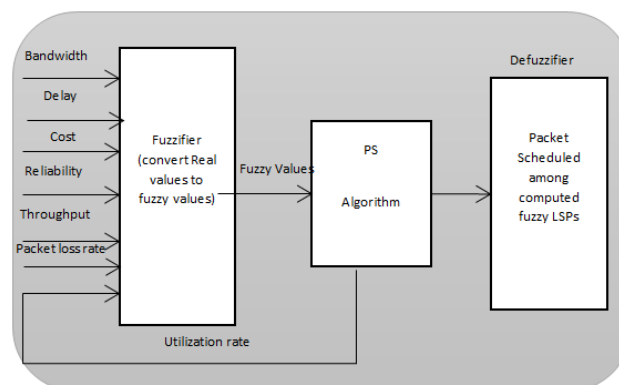 Bandwidth
Delay
Cost
Reliability
Throughput
Packet loss rate
Fuzzifier
(convert Real
values to
fuzzy values)
Fuzzy Values
PS
Algorithm
Defuzzifier
Packet
Scheduled
among
computed
fuzzy LSPs
Utilization rate